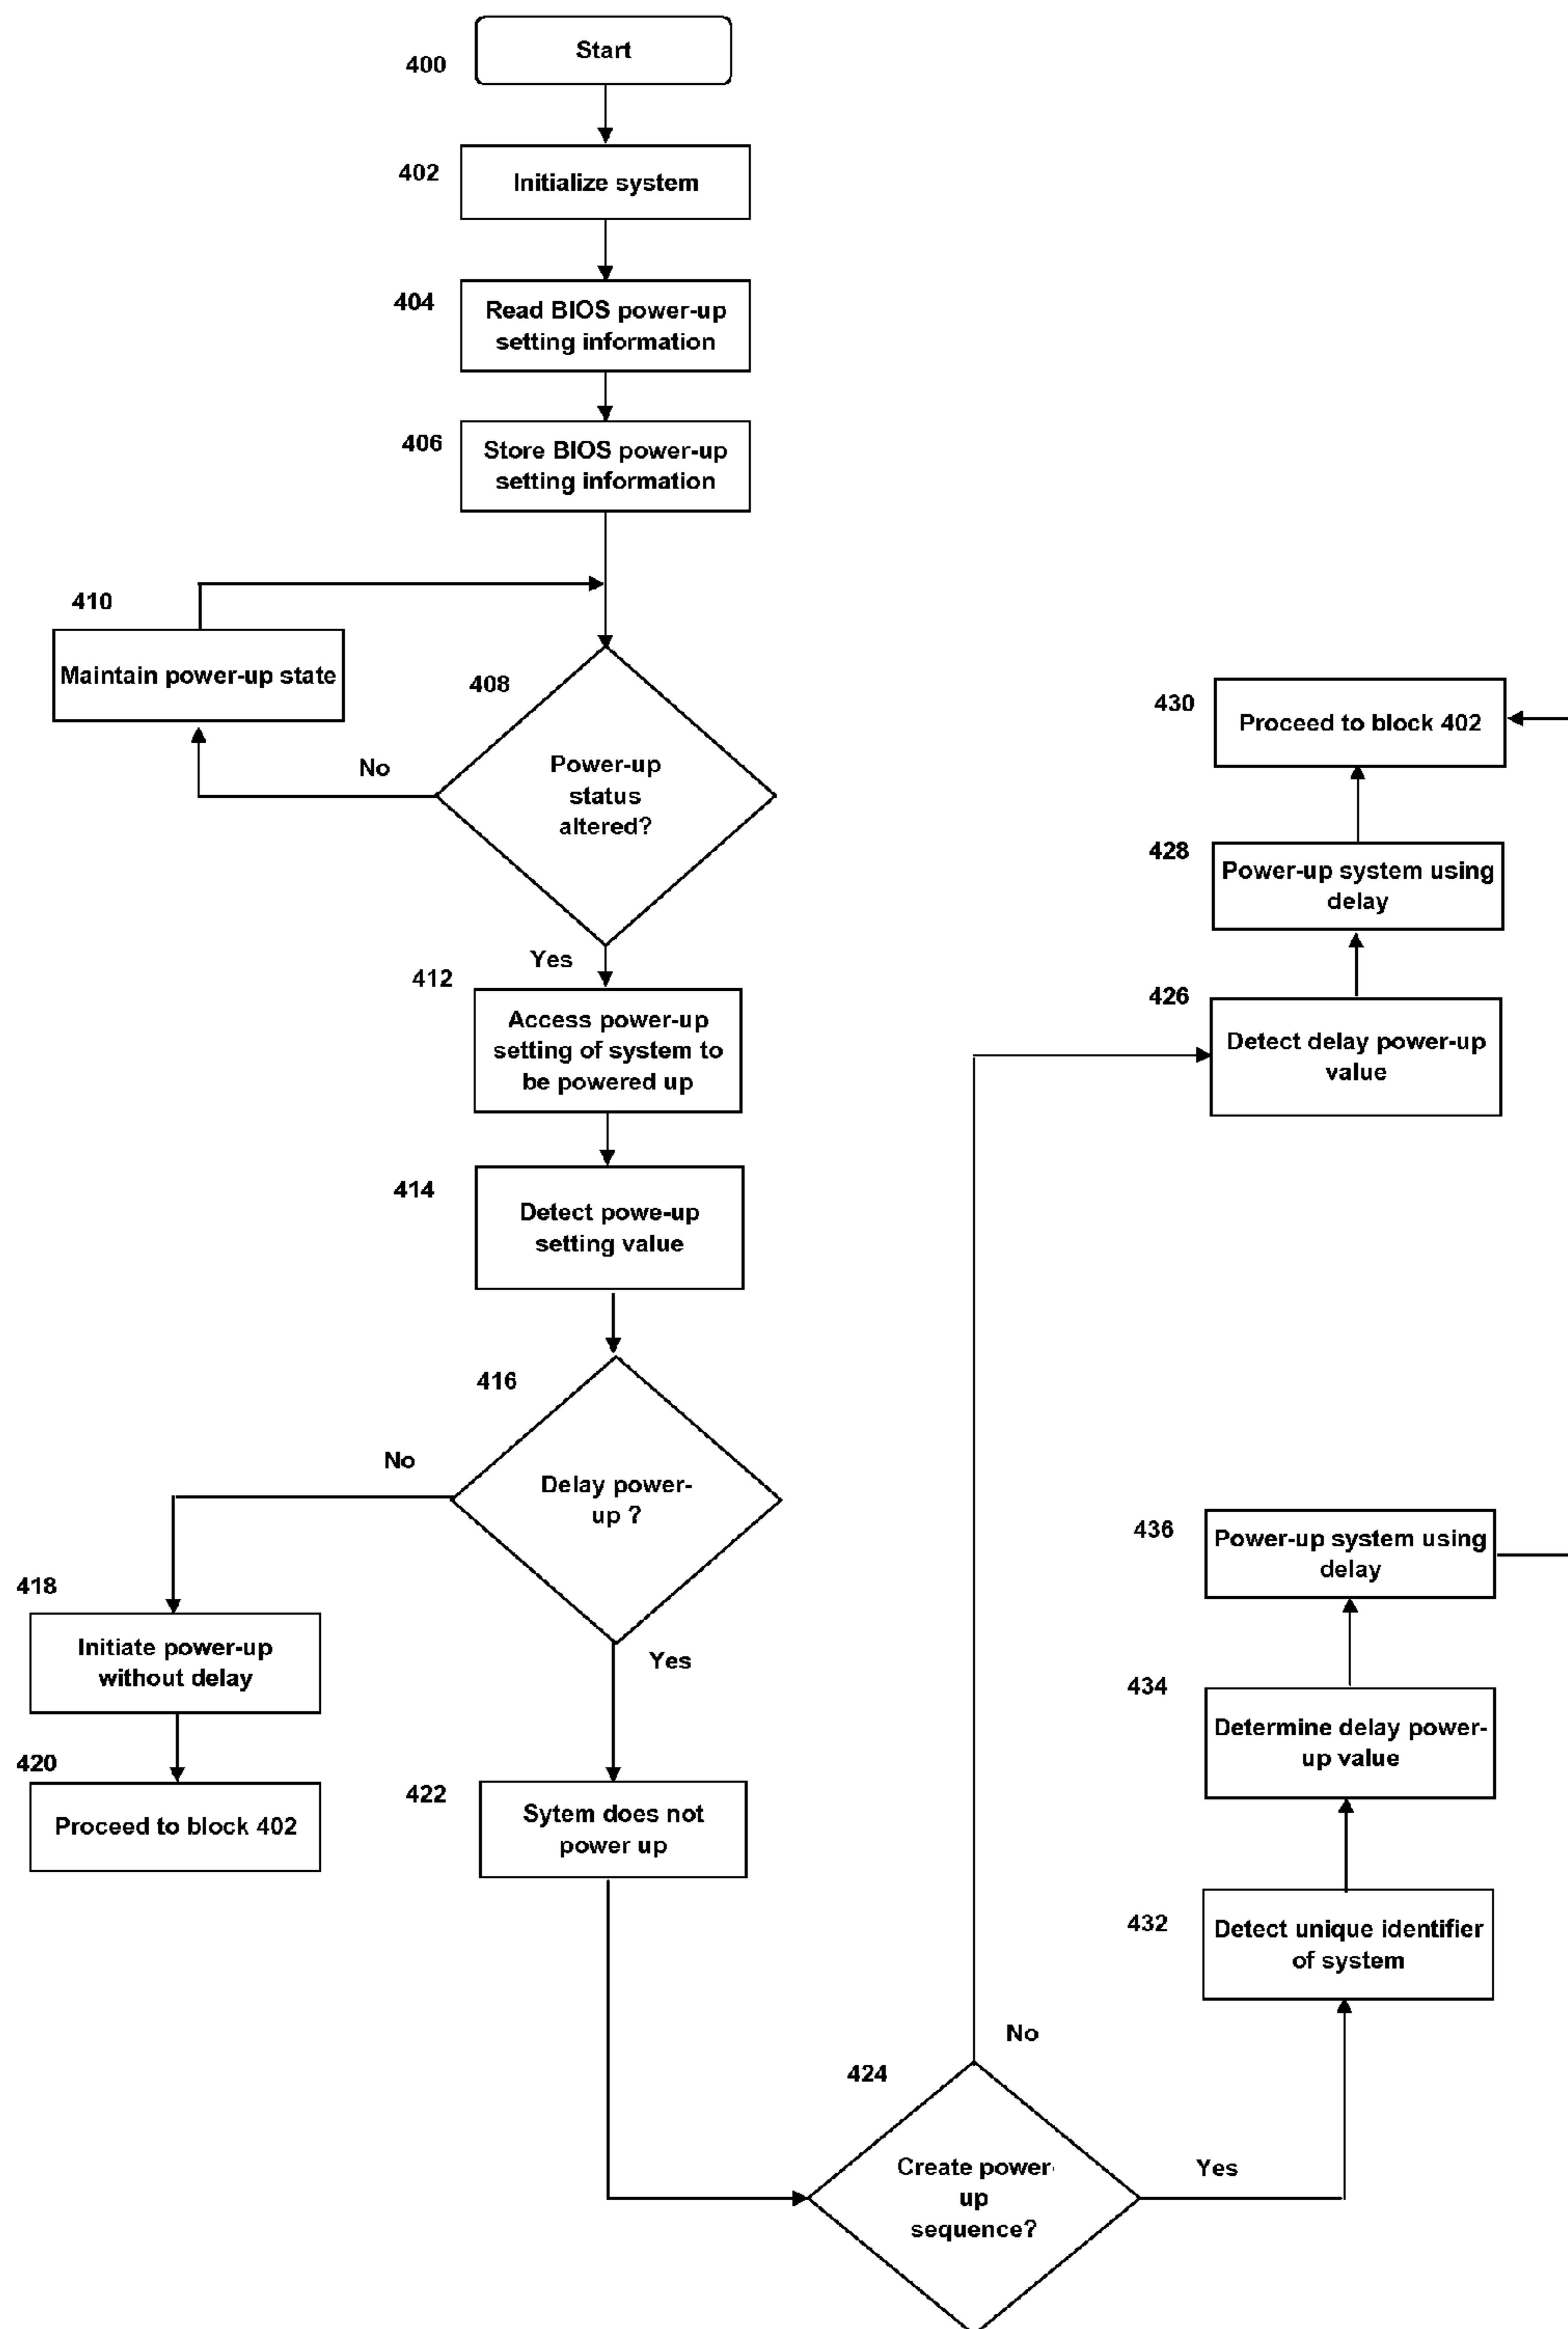 400
Start
402
Initialize system
404
Read BIOS power-up
setting information
406
Store BIOS power-up
setting information
410
Maintain power-up state
408
Power-up
status
altered?
No
Yes
412
Access power-up
setting of system to
be powered up
414
Detect powe-up
setting value
416
Delay power-
up ?
No
Yes
418
Initiate power-up
without delay
420
Proceed to block 402
422
Sytem does not
power up
424
Create power-
up
sequence?
No
Yes
430
Proceed to block 402
428
Power-up system using
delay
426
Detect delay power-up
value
436
Power-up system using
delay
434
Determine delay power-
up value
432
Detect unique identifier
of system